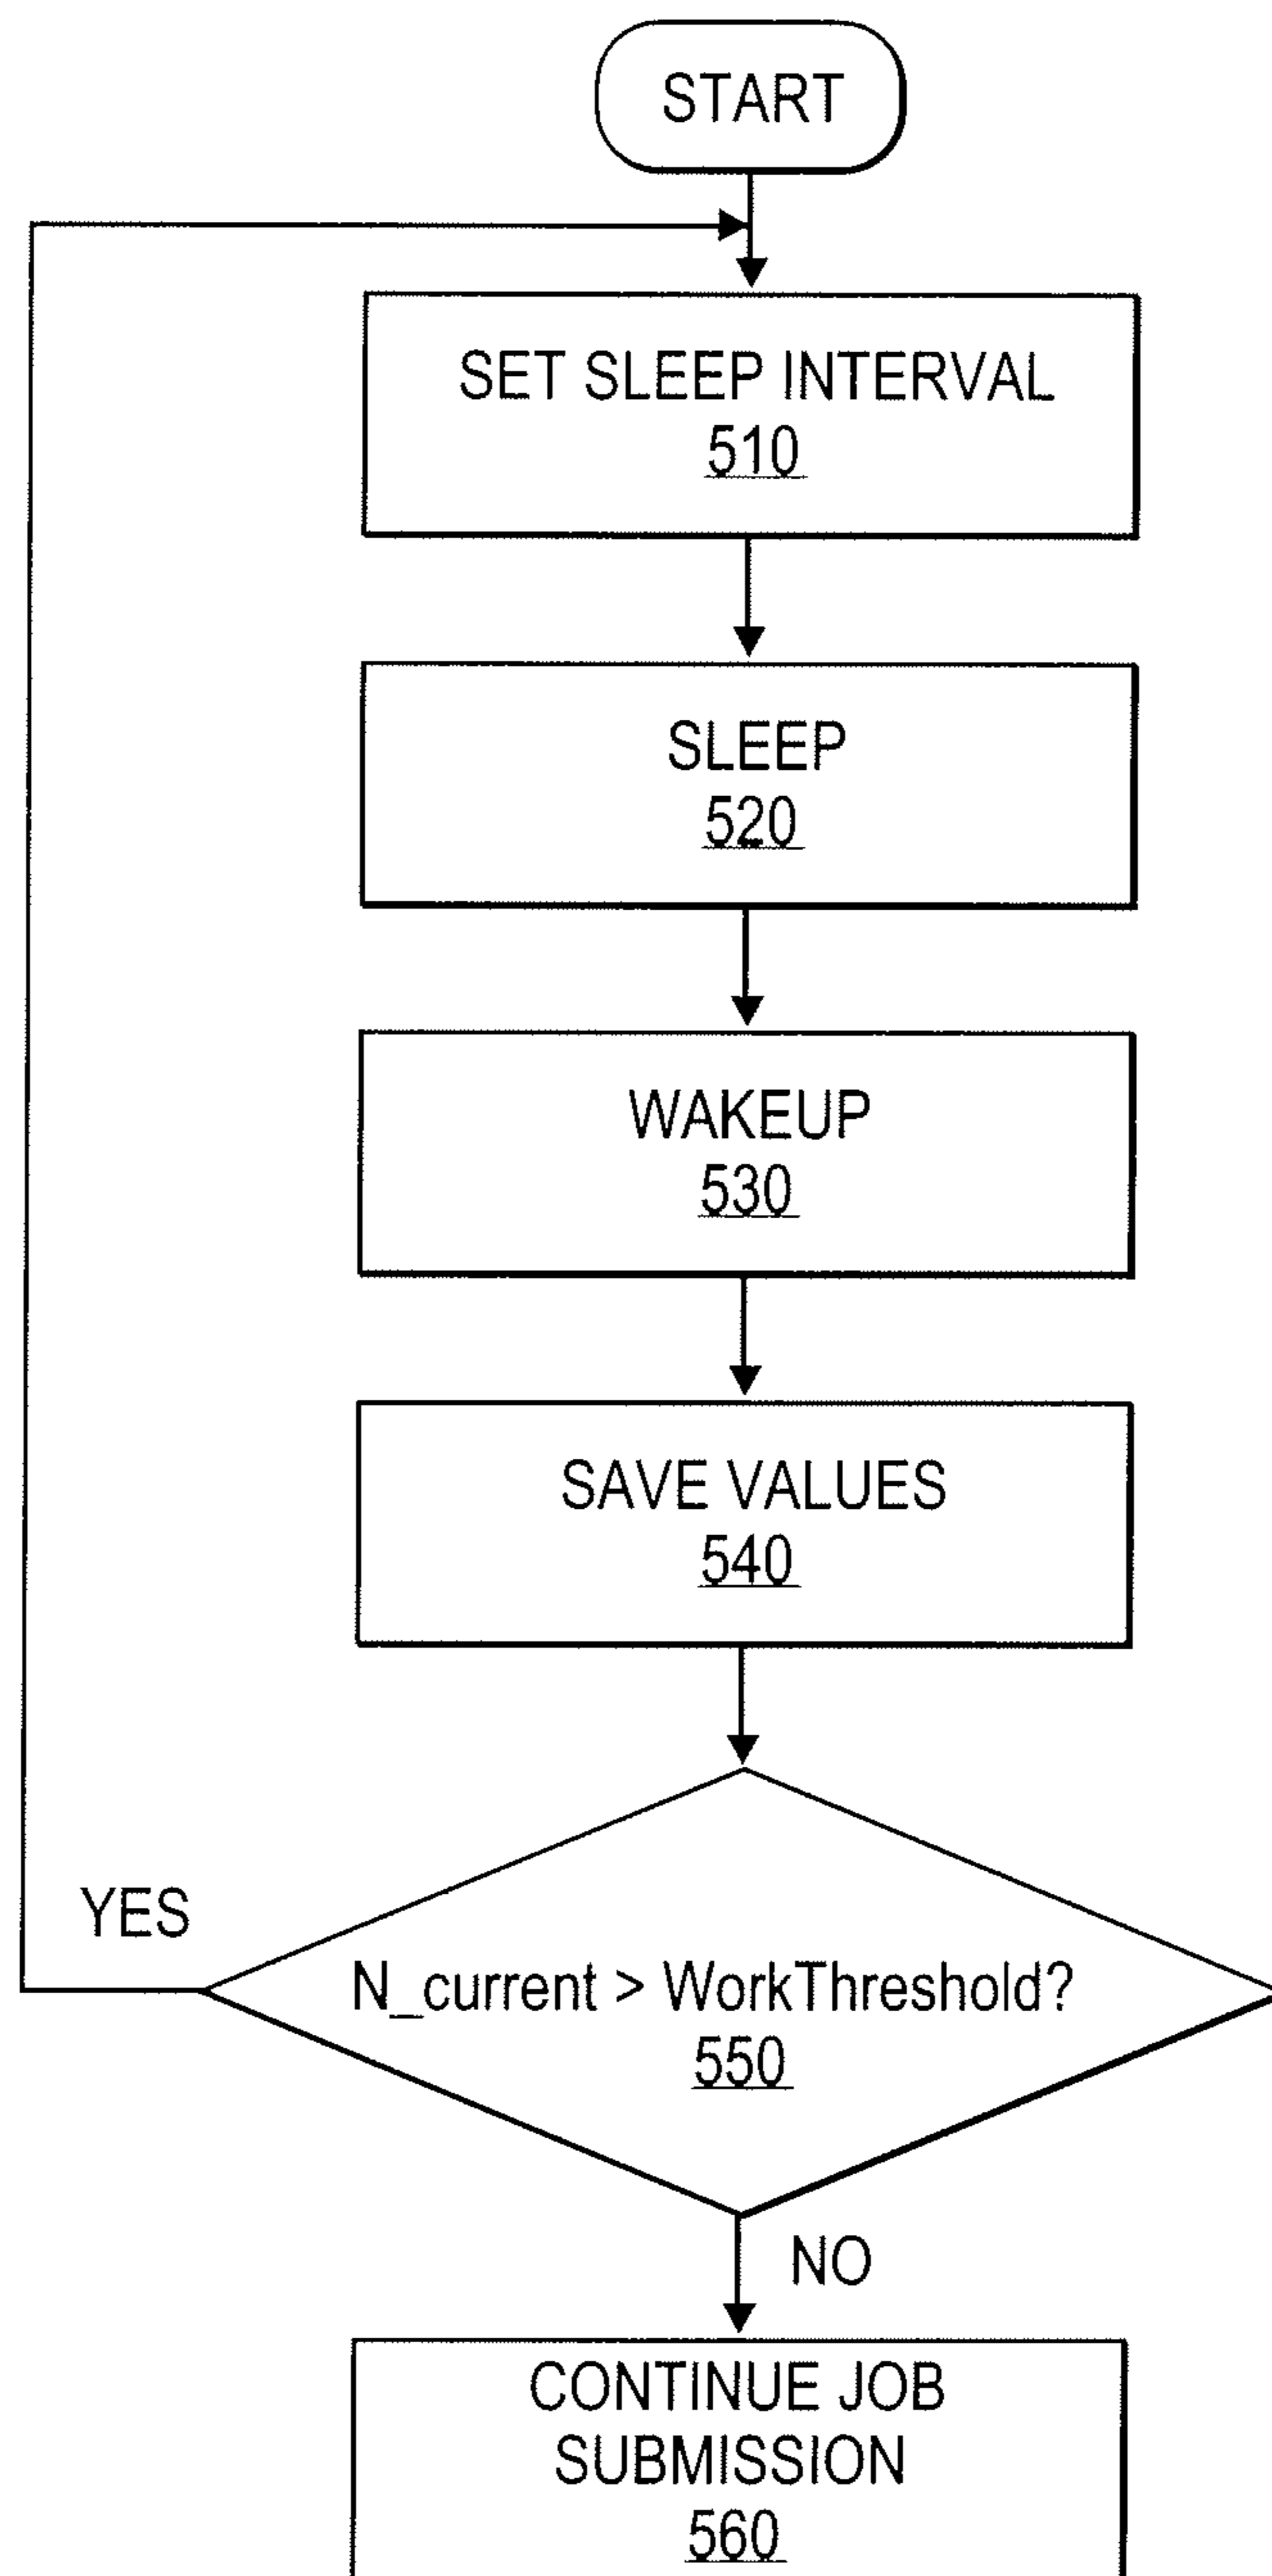 START
SET SLEEP INTERVAL
510
SLEEP
520
WAKEUP
530
SAVE VALUES
540
YES
N_current > WorkThreshold?
550
NO
CONTINUE JOB
SUBMISSION
560